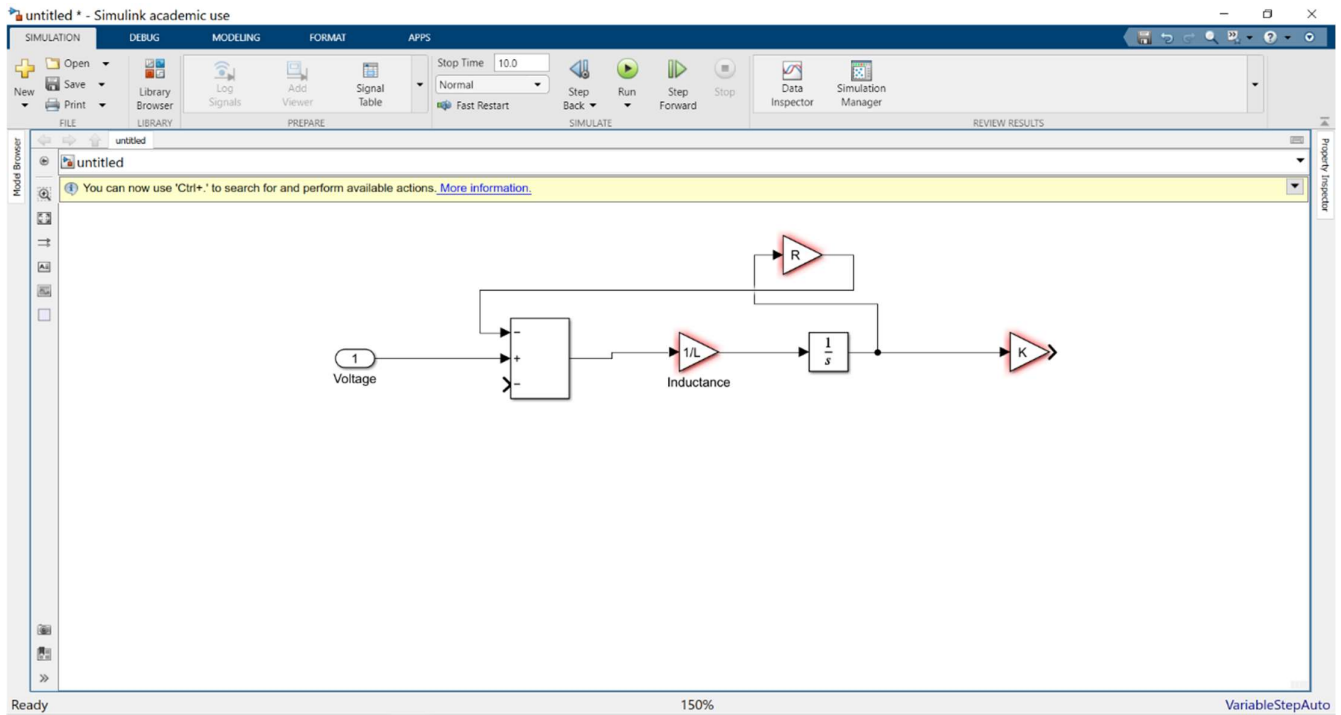 untitled * - Simulink academic use
SIMULATION DEBUG MODELING FORMAT APPS
New
Open
Save
Print
FILE
Library
Browser
LIBRARY
Log
Signals
Add
Viewer
Signal
Table
PREPARE
Stop Time 10.0
Normal
Fast Restart
Step
Back
Run
Step
Forward
Stop
SIMULATE
Data
Inspector
Simulation
Manager
REVIEW RESULTS
Model Browser
untitled
untitled
Property Inspector
You can now use 'Ctrl+.' to search for and perform available actions. More information.
R
1
Voltage
−
+
−
1/L
Inductance
1
s
K
Ready 150% VariableStepAuto